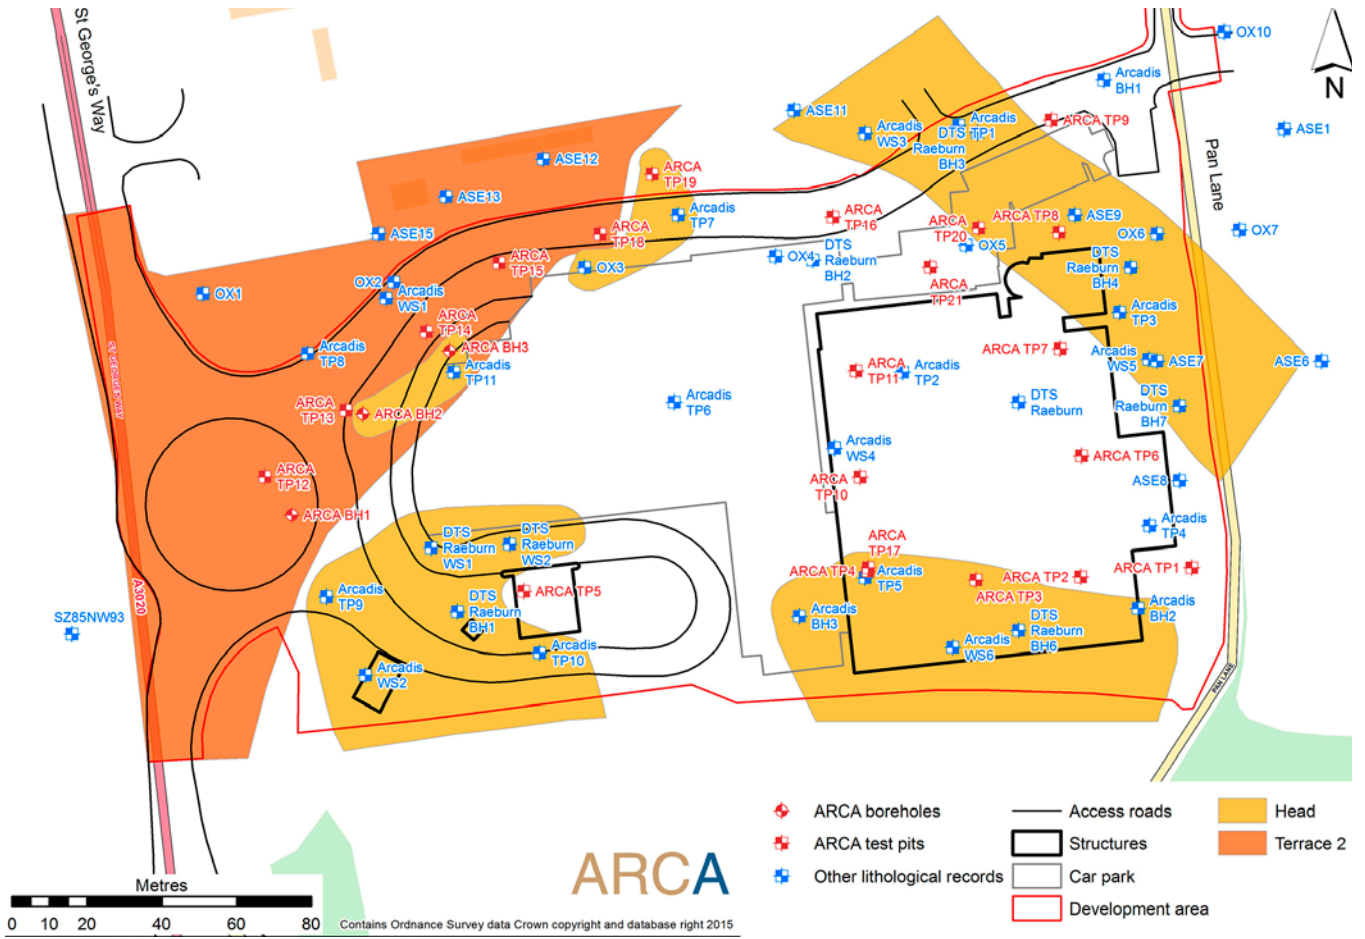 St George's Way
OX10
Arcadis
BH1
N
ASE11
Arcadis
WS3
Arcadis
TP1
DTS
Raeburn
BH3
ARCA TP9
ASE1
Pan Lane
ASE12
ARCA
TP19
ASE13
Arcadis
TP7
ARCA
TP16
ARCA
TP20
ARCA TP8
ASE9
OX6
OX7
ASE15
ARCA
TP18
OX5
ARCA
TP15
OX3
OX4
DTS
Raeburn
BH2
DTS
Raeburn
BH4
ARCA
TP21
OX1
OX2
Arcadis
WS1
Arcadis
TP3
ARCA
TP14
Arcadis
TP8
ARCA BH3
ARCA TP7
Arcadis
WS5
ASE7
ASE6
ST GEORGES WAY
Arcadis
TP11
ARCA
TP11
Arcadis
TP2
ARCA
TP13
ARCA BH2
Arcadis
TP6
DTS
Raeburn
DTS
Raeburn
BH7
Arcadis
WS4
ARCA TP6
ARCA
TP12
ARCA
TP10
ASE8
ARCA BH1
Arcadis
TP4
DTS
Raeburn
WS1
DTS
Raeburn
WS2
ARCA
TP17
ARCA TP4
Arcadis
TP5
ARCA TP2
ARCA
TP3
ARCA TP1
A3020
Arcadis
TP9
ARCA TP5
DTS
Raeburn
BH1
SZ85NW93
Arcadis
BH3
Arcadis
BH2
DTS
Raeburn
BH6
Arcadis
WS6
Arcadis
TP10
Arcadis
WS2
PAN LANE
ARCA boreholes
ARCA test pits
Other lithological records
Access roads
Structures
Car park
Development area
Head
Terrace 2
ARCA
Metres
0 10 20 40 60 80
Contains Ordnance Survey data Crown copyright and database right 2015